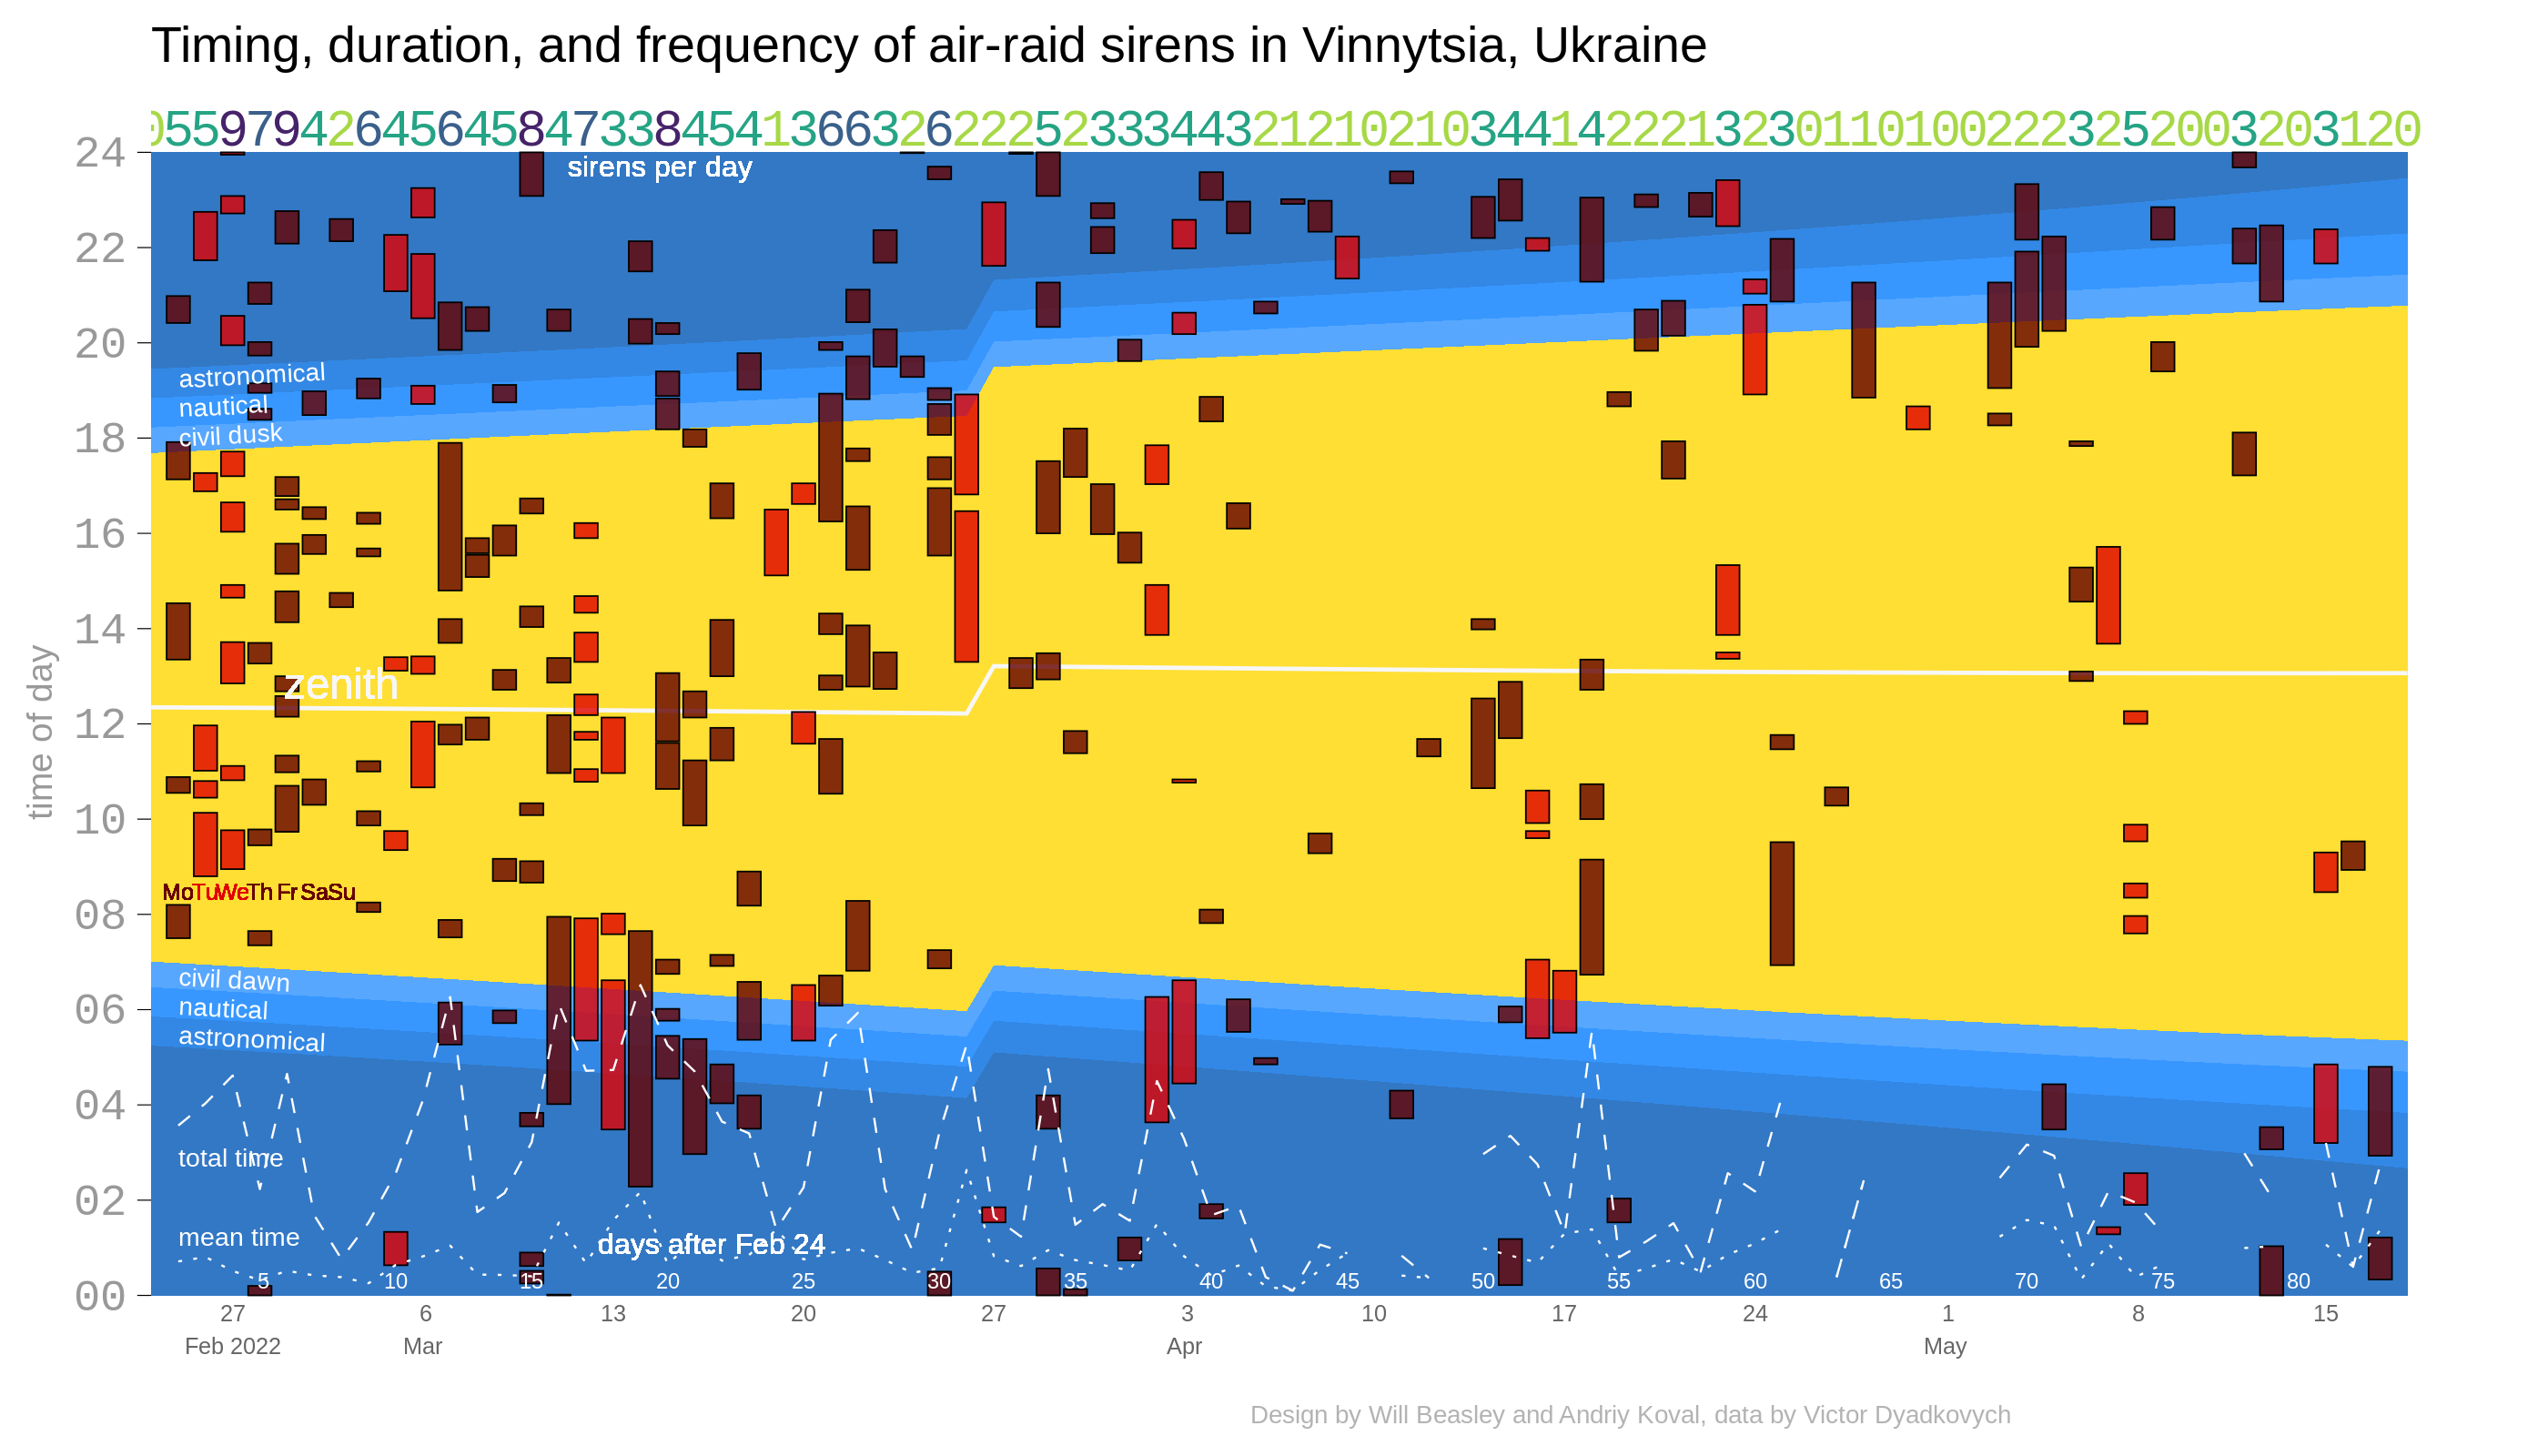 Timing, duration, and frequency of air-raid sirens in Vinnytsia, Ukraine
055979426456458473384541366326222523334432121021034414222132301101002223252003203120
24
sirens per day
22
20
astronomical
nautical
civil dusk
18
16
14
time of day
zenith
12
10
MoTuWeTh Fr SaSu
08
civil dawn
nautical
astronomical
06
04
total time
02
mean time
days after Feb 24
5 10 15 20 25 30 35 40 45 50 55 60 65 70 75 80
00
27 6 13 20 27 3 10 17 24 1 8 15
Feb 2022 Mar Apr May
Design by Will Beasley and Andriy Koval, data by Victor Dyadkovych